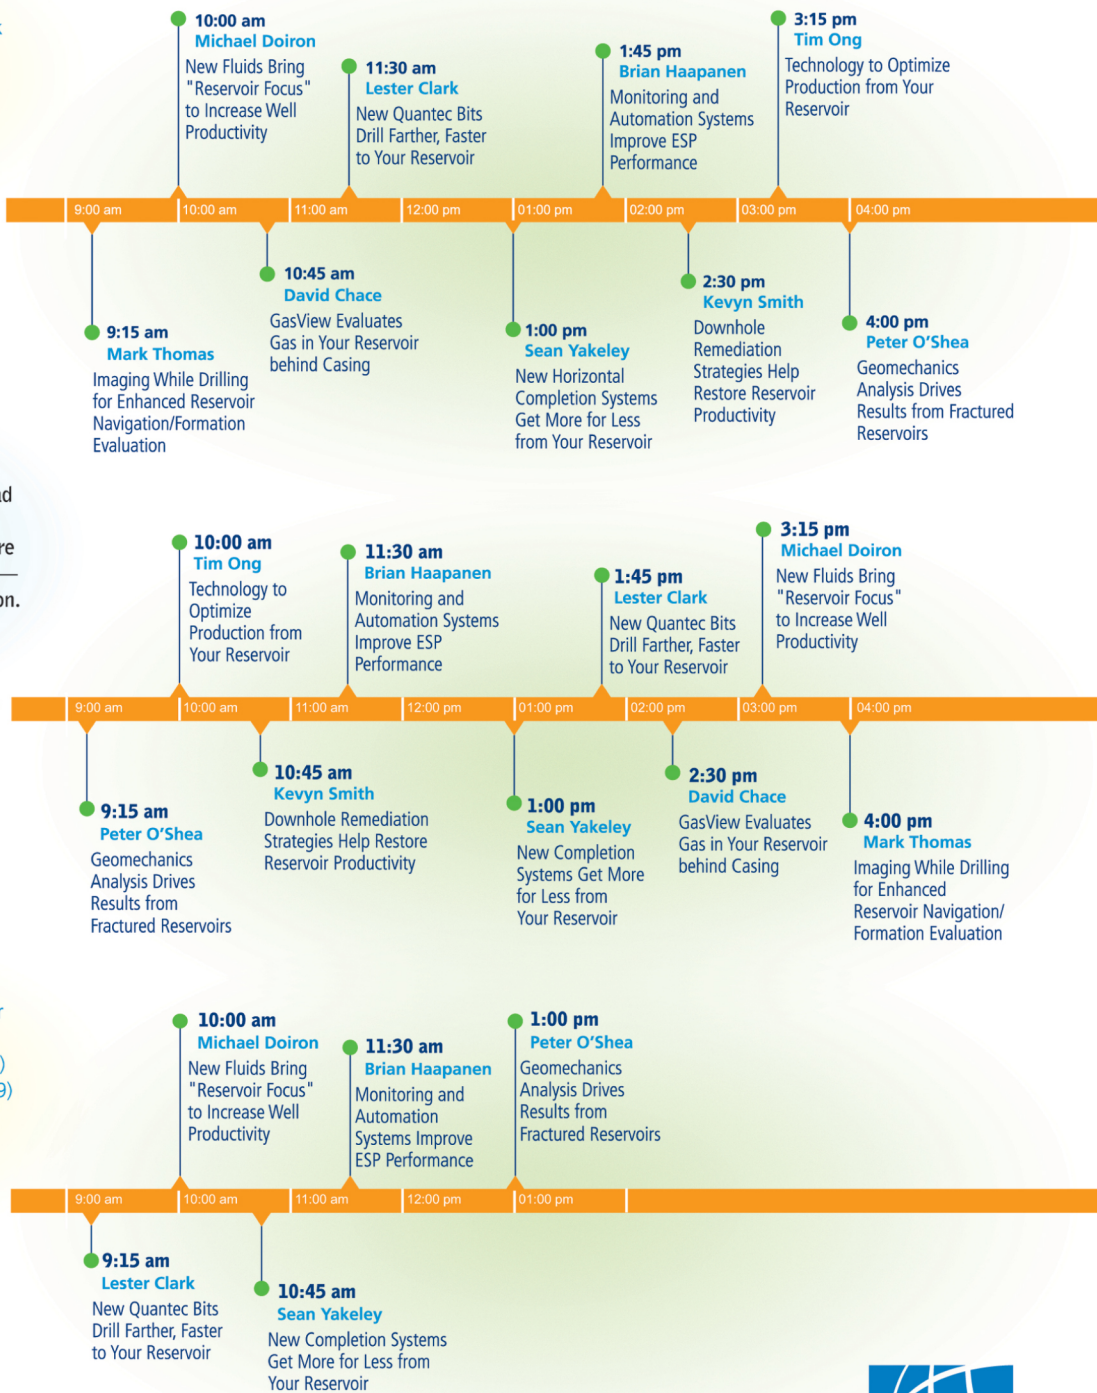 10:00 am
Michael Doiron
New Fluids Bring
"Reservoir Focus"
to Increase Well
Productivity
11:30 am
Lester Clark
New Quantec Bits
Drill Farther, Faster
to Your Reservoir
1:45 pm
Brian Haapanen
Monitoring and
Automation Systems
Improve ESP
Performance
3:15 pm
Tim Ong
Technology to Optimize
Production from Your
Reservoir
9:00 am 10:00 am 11:00 am 12:00 pm 01:00 pm 02:00 pm 03:00 pm 04:00 pm
9:15 am
Mark Thomas
Imaging While Drilling
for Enhanced Reservoir
Navigation/Formation
Evaluation
10:45 am
David Chace
GasView Evaluates
Gas in Your Reservoir
behind Casing
1:00 pm
Sean Yakeley
New Horizontal
Completion Systems
Get More for Less
from Your Reservoir
2:30 pm
Kevyn Smith
Downhole
Remediation
Strategies Help
Restore Reservoir
Productivity
4:00 pm
Peter O’Shea
Geomechanics
Analysis Drives
Results from Fractured
Reservoirs
10:00 am
Tim Ong
Technology to
Optimize
Production from
Your Reservoir
11:30 am
Brian Haapanen
Monitoring and
Automation Systems
Improve ESP
Performance
1:45 pm
Lester Clark
New Quantec Bits
Drill Farther, Faster
to Your Reservoir
3:15 pm
Michael Doiron
New Fluids Bring
"Reservoir Focus"
to Increase Well
Productivity
9:00 am 10:00 am 11:00 am 12:00 pm 01:00 pm 02:00 pm 03:00 pm 04:00 pm
9:15 am
Peter O’Shea
Geomechanics
Analysis Drives
Results from
Fractured Reservoirs
10:45 am
Kevyn Smith
Downhole Remediation
Strategies Help Restore
Reservoir Productivity
1:00 pm
Sean Yakeley
New Completion
Systems Get More
for Less from
Your Reservoir
2:30 pm
David Chace
GasView Evaluates
Gas in Your Reservoir
behind Casing
4:00 pm
Mark Thomas
Imaging While Drilling
for Enhanced
Reservoir Navigation/
Formation Evaluation
10:00 am
Michael Doiron
New Fluids Bring
"Reservoir Focus"
to Increase Well
Productivity
11:30 am
Brian Haapanen
Monitoring and
Automation
Systems Improve
ESP Performance
1:00 pm
Peter O’Shea
Geomechanics
Analysis Drives
Results from
Fractured Reservoirs
9:00 am 10:00 am 11:00 am 12:00 pm 01:00 pm
9:15 am
Lester Clark
New Quantec Bits
Drill Farther, Faster
to Your Reservoir
10:45 am
Sean Yakeley
New Completion Systems
Get More for Less from
Your Reservoir